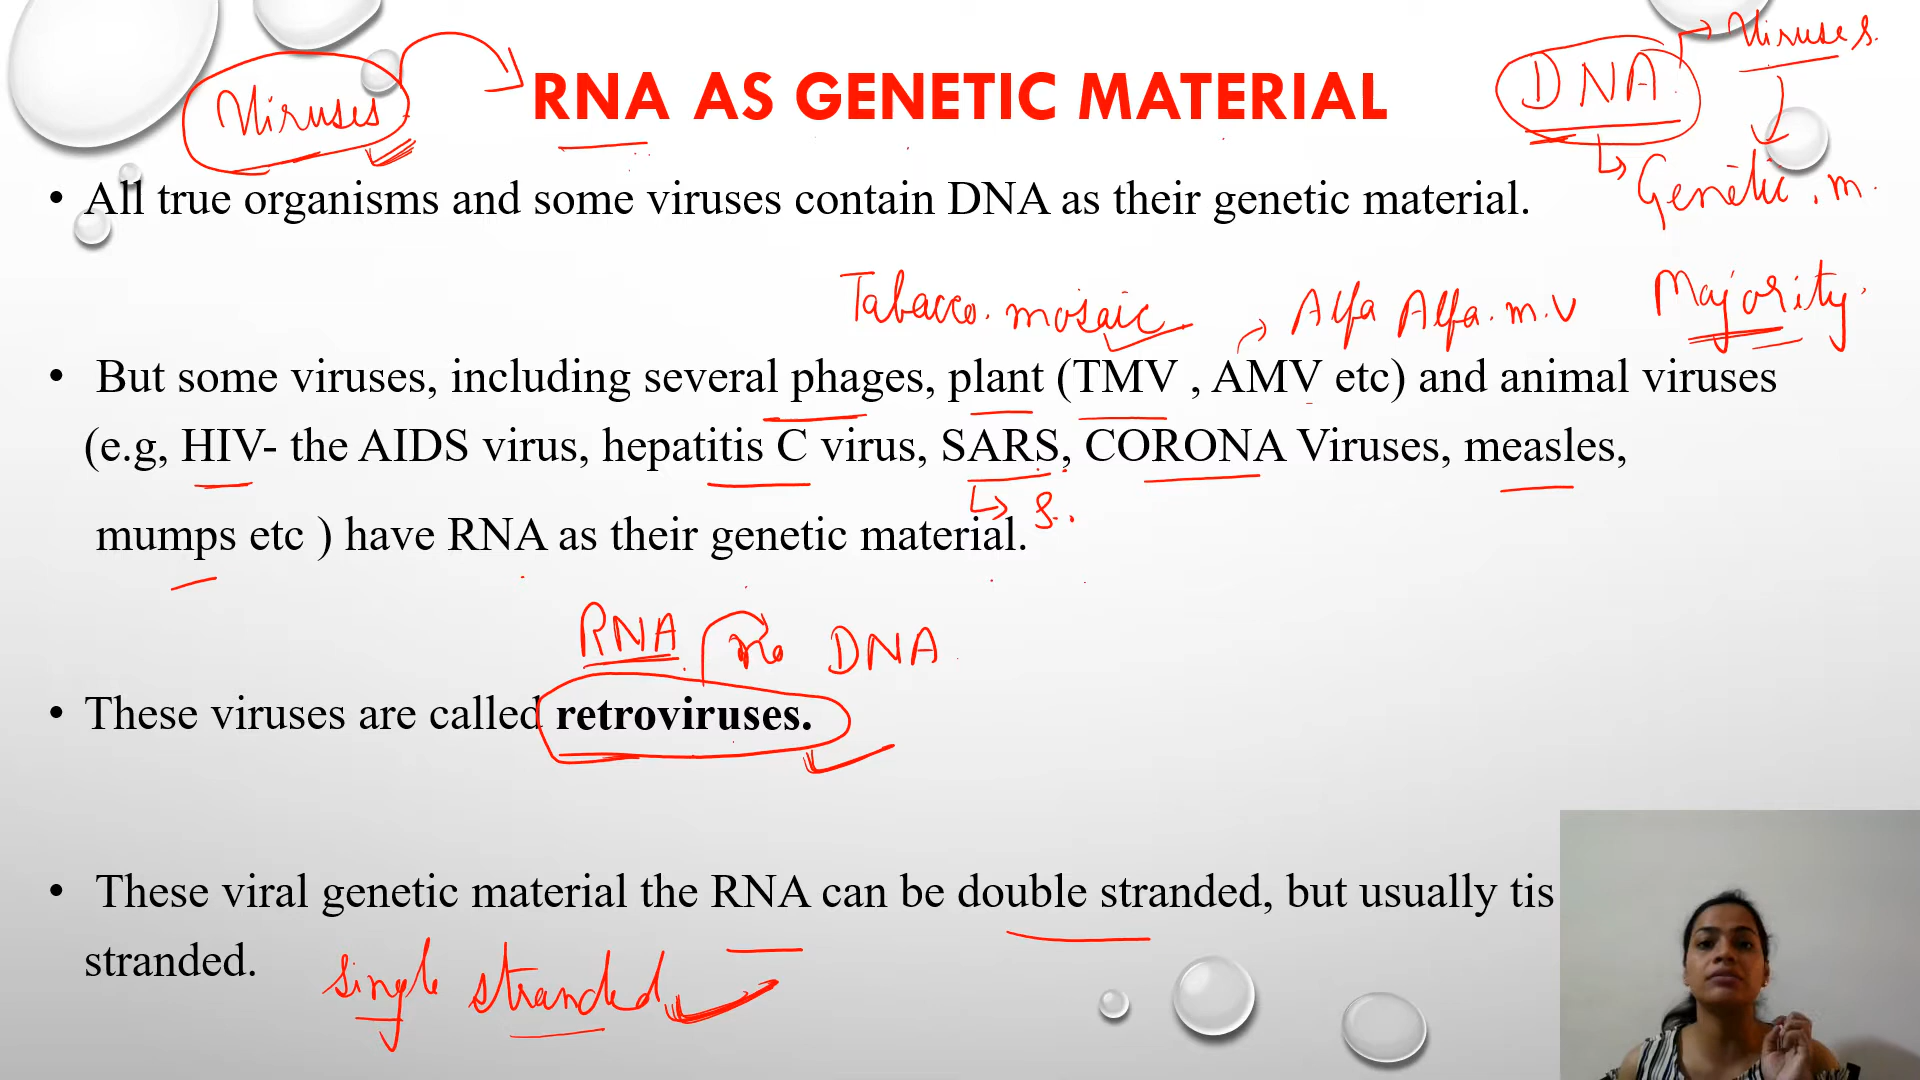 Viruses
RNA AS GENETIC MATERIAL
DNA
Viruses.
Genetic. m.
• All true organisms and some viruses contain DNA as their genetic material.
Tabacco. mosaic
Alfa Alfa. m. v
Majority.
• But some viruses, including several phages, plant (TMV , AMV etc) and animal viruses
(e.g, HIV- the AIDS virus, hepatitis C virus, SARS, CORONA Viruses, measles,
mumps etc ) have RNA as their genetic material.
RNA no DNA
• These viruses are called retroviruses.
• These viral genetic material the RNA can be double stranded, but usually tis
stranded.
single stranded